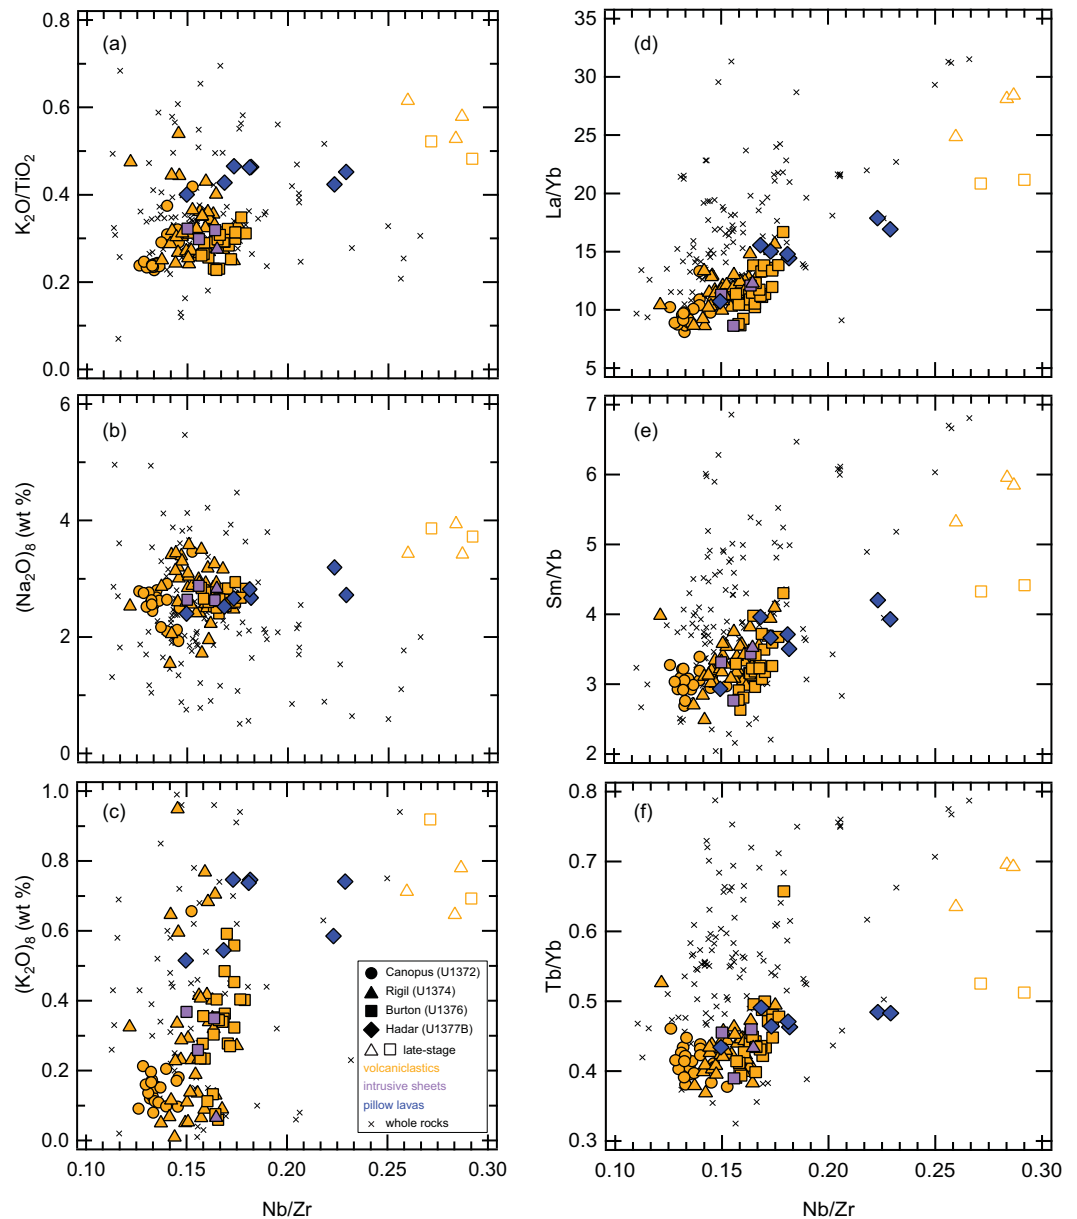 (a)
K2O/TiO2
0.8
0.6
0.4
0.2
0.0
(b)
(Na2O)8 (wt %)
6
4
2
0
(c)
(K2O)8 (wt %)
1.0
0.8
0.6
0.4
0.2
0.0
Canopus (U1372)
Rigil (U1374)
Burton (U1376)
Hadar (U1377B)
late-stage
volcaniclastics
intrusive sheets
pillow lavas
whole rocks
0.10 0.15 0.20 0.25 0.30
Nb/Zr
(d)
La/Yb
35
30
25
20
15
10
5
(e)
Sm/Yb
7
6
5
4
3
2
(f)
Tb/Yb
0.8
0.7
0.6
0.5
0.4
0.3
0.10 0.15 0.20 0.25 0.30
Nb/Zr